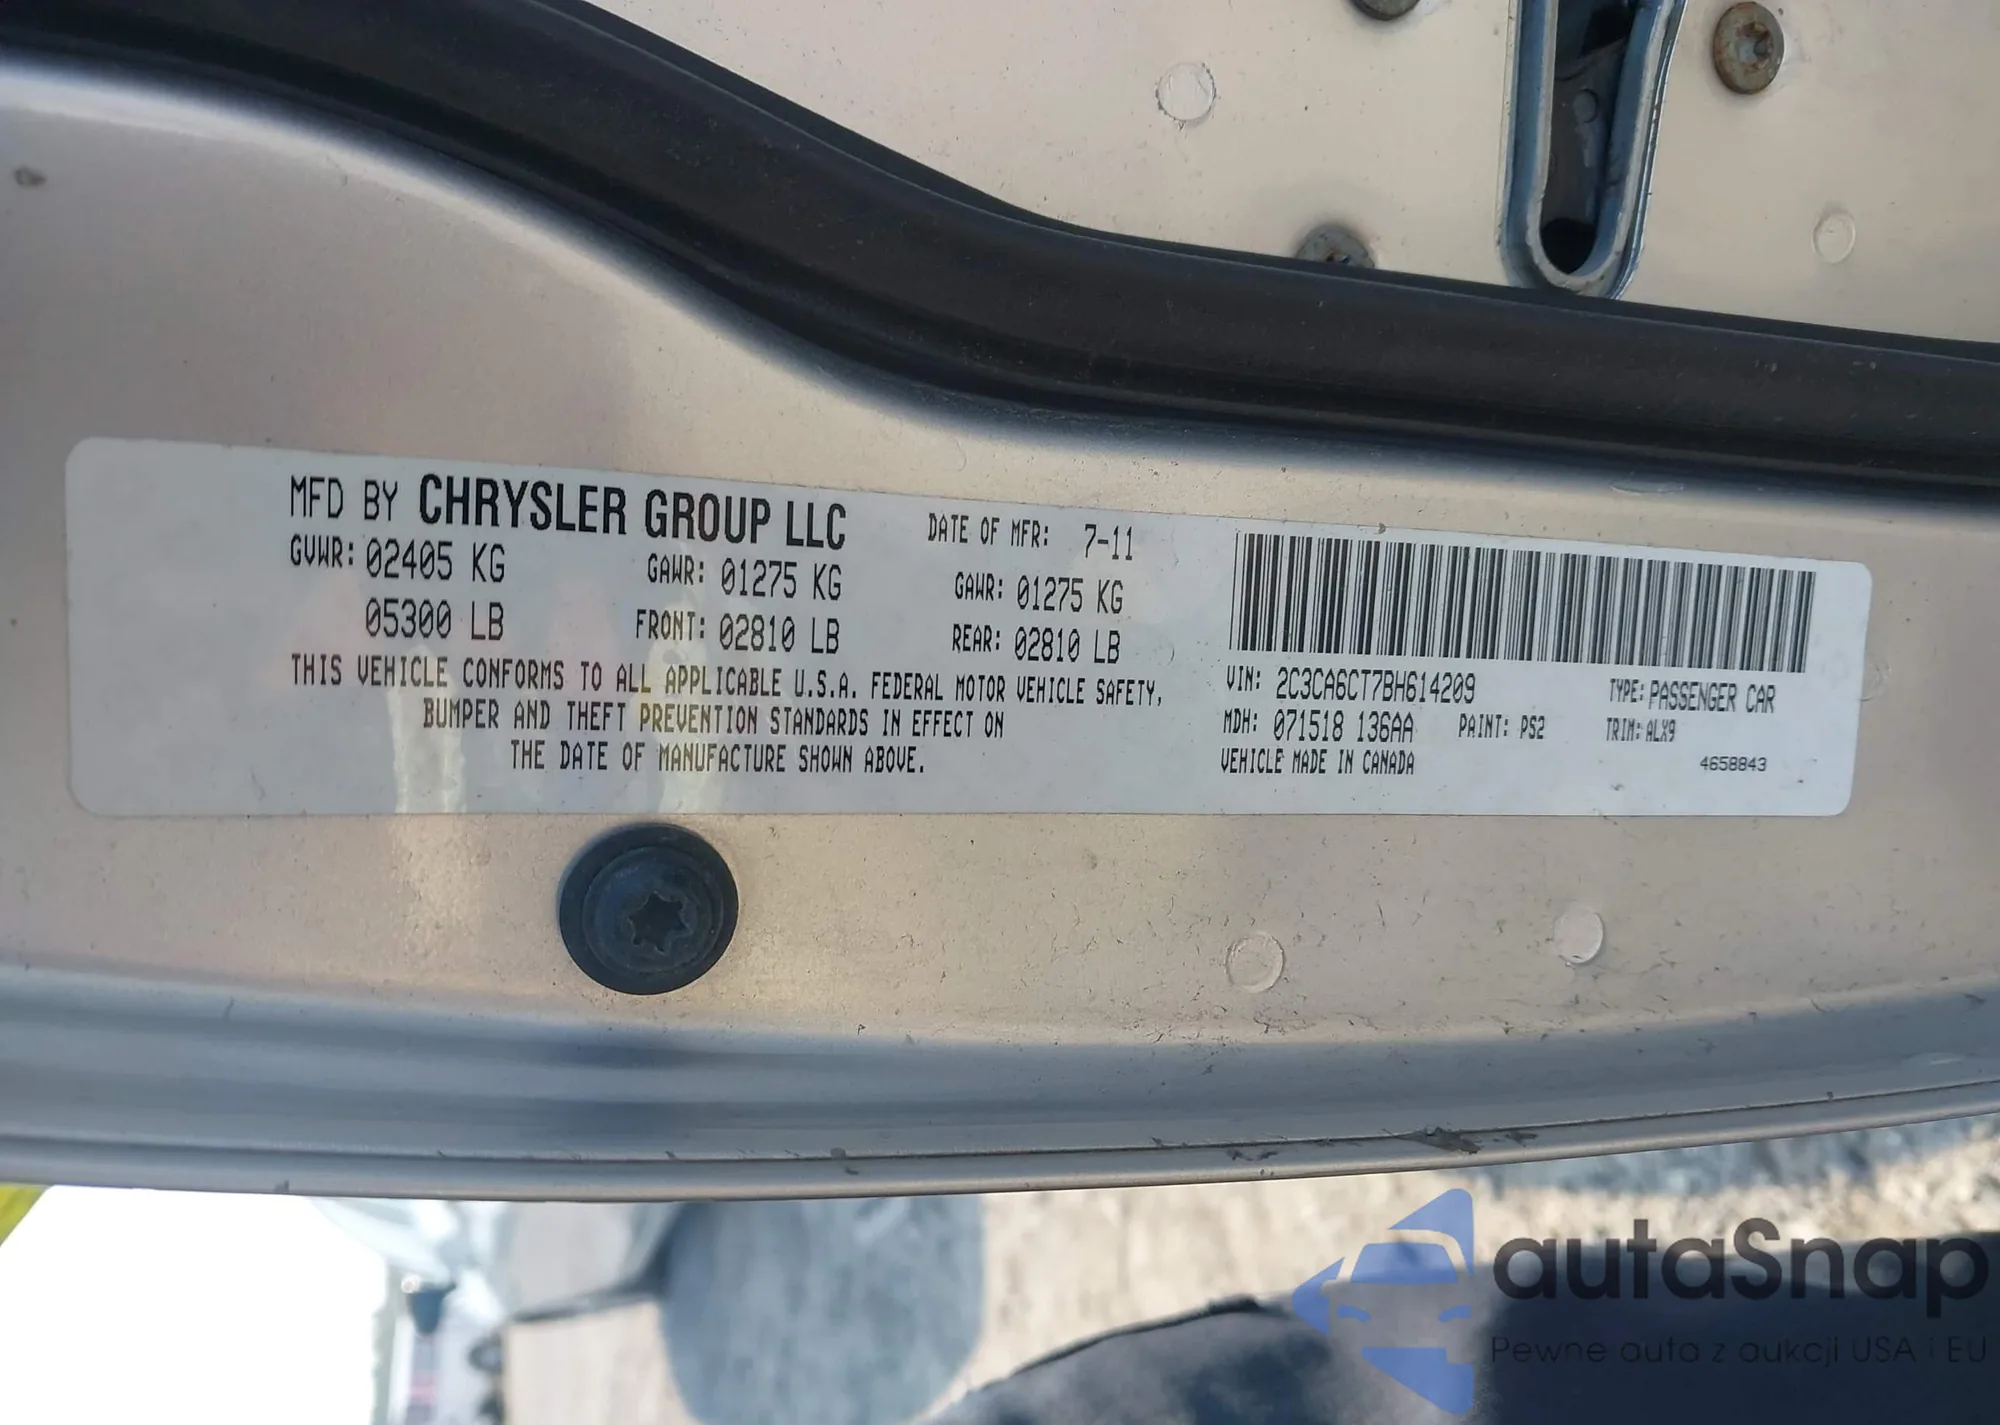 MFD BY CHRYSLER GROUP LLC DATE OF MFR: 7-11
GVWR: 02405 KG GAWR: 01275 KG GAWR: 01275 KG
05300 LB FRONT: 02810 LB REAR: 02810 LB
THIS VEHICLE CONFORMS TO ALL APPLICABLE U.S.A. FEDERAL MOTOR VEHICLE SAFETY,
BUMPER AND THEFT PREVENTION STANDARDS IN EFFECT ON
THE DATE OF MANUFACTURE SHOWN ABOVE.
VIN: 2C3CA6CT7BH614209 TYPE: PASSENGER CAR
MDH: 071518 136AA PAINT: PS2 TRIM: ALX9
VEHICLE MADE IN CANADA 4658843
autaSnap
Pewne auto z aukcji USA i EU